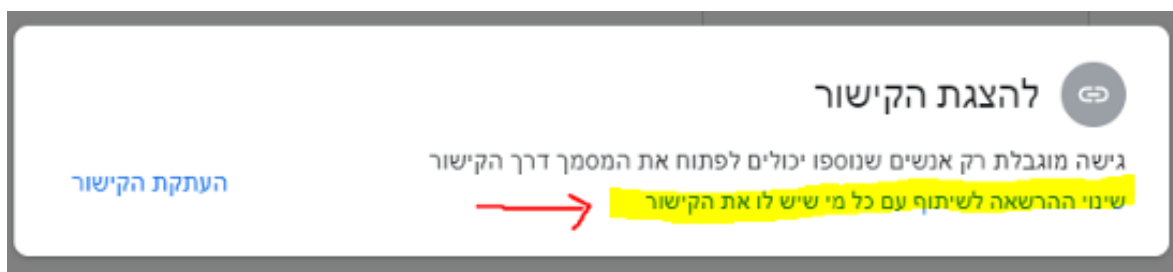 להצגת הקישור
גישה מוגבלת רק אנשים שנוספו יכולים לפתוח את המסמך דרך הקישור
שינוי ההרשאה לשיתוף עם כל מי שיש לו את הקישור
העתקת הקישור